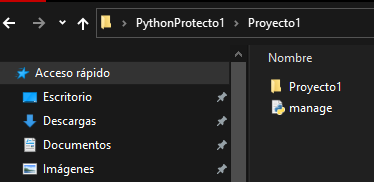 PythonProtecto1 > Proyecto1
Nombre
Acceso rápido
Proyecto1
Escritorio
manage
Descargas
Documentos
Imágenes